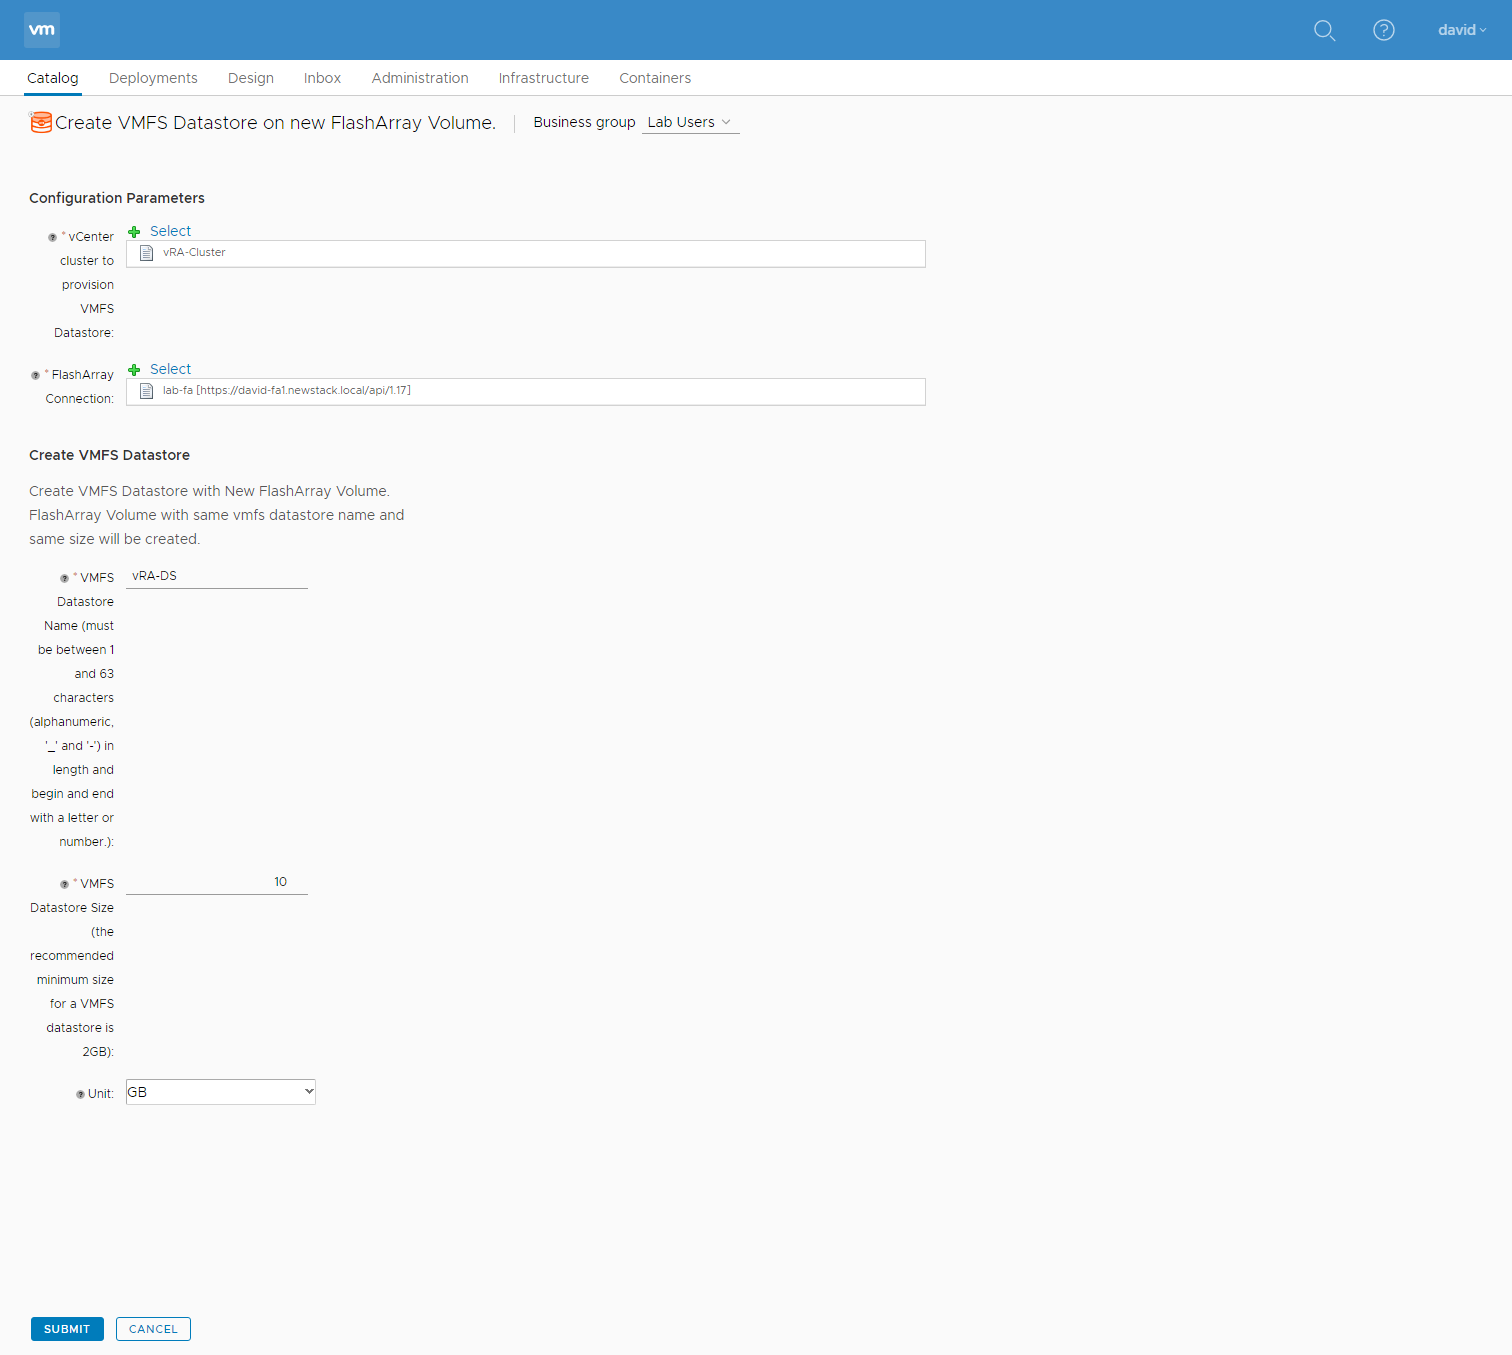 vm
david
Catalog Deployments Design Inbox Administration Infrastructure Containers
Create VMFS Datastore on new FlashArray Volume.
Business group Lab Users
Configuration Parameters
* vCenter
cluster to
provision
VMFS
Datastore:
Select
vRA-Cluster
* FlashArray
Connection:
Select
lab-fa [https://david-fa1.newstack.local/api/1.17]
Create VMFS Datastore
Create VMFS Datastore with New FlashArray Volume.
FlashArray Volume with same vmfs datastore name and
same size will be created.
* VMFS
Datastore
Name (must
be between 1
and 63
characters
(alphanumeric,
'_' and '-') in
length and
begin and end
with a letter or
number.):
vRA-DS
* VMFS
Datastore Size
(the
recommended
minimum size
for a VMFS
datastore is
2GB):
10
Unit:
GB
SUBMIT
CANCEL